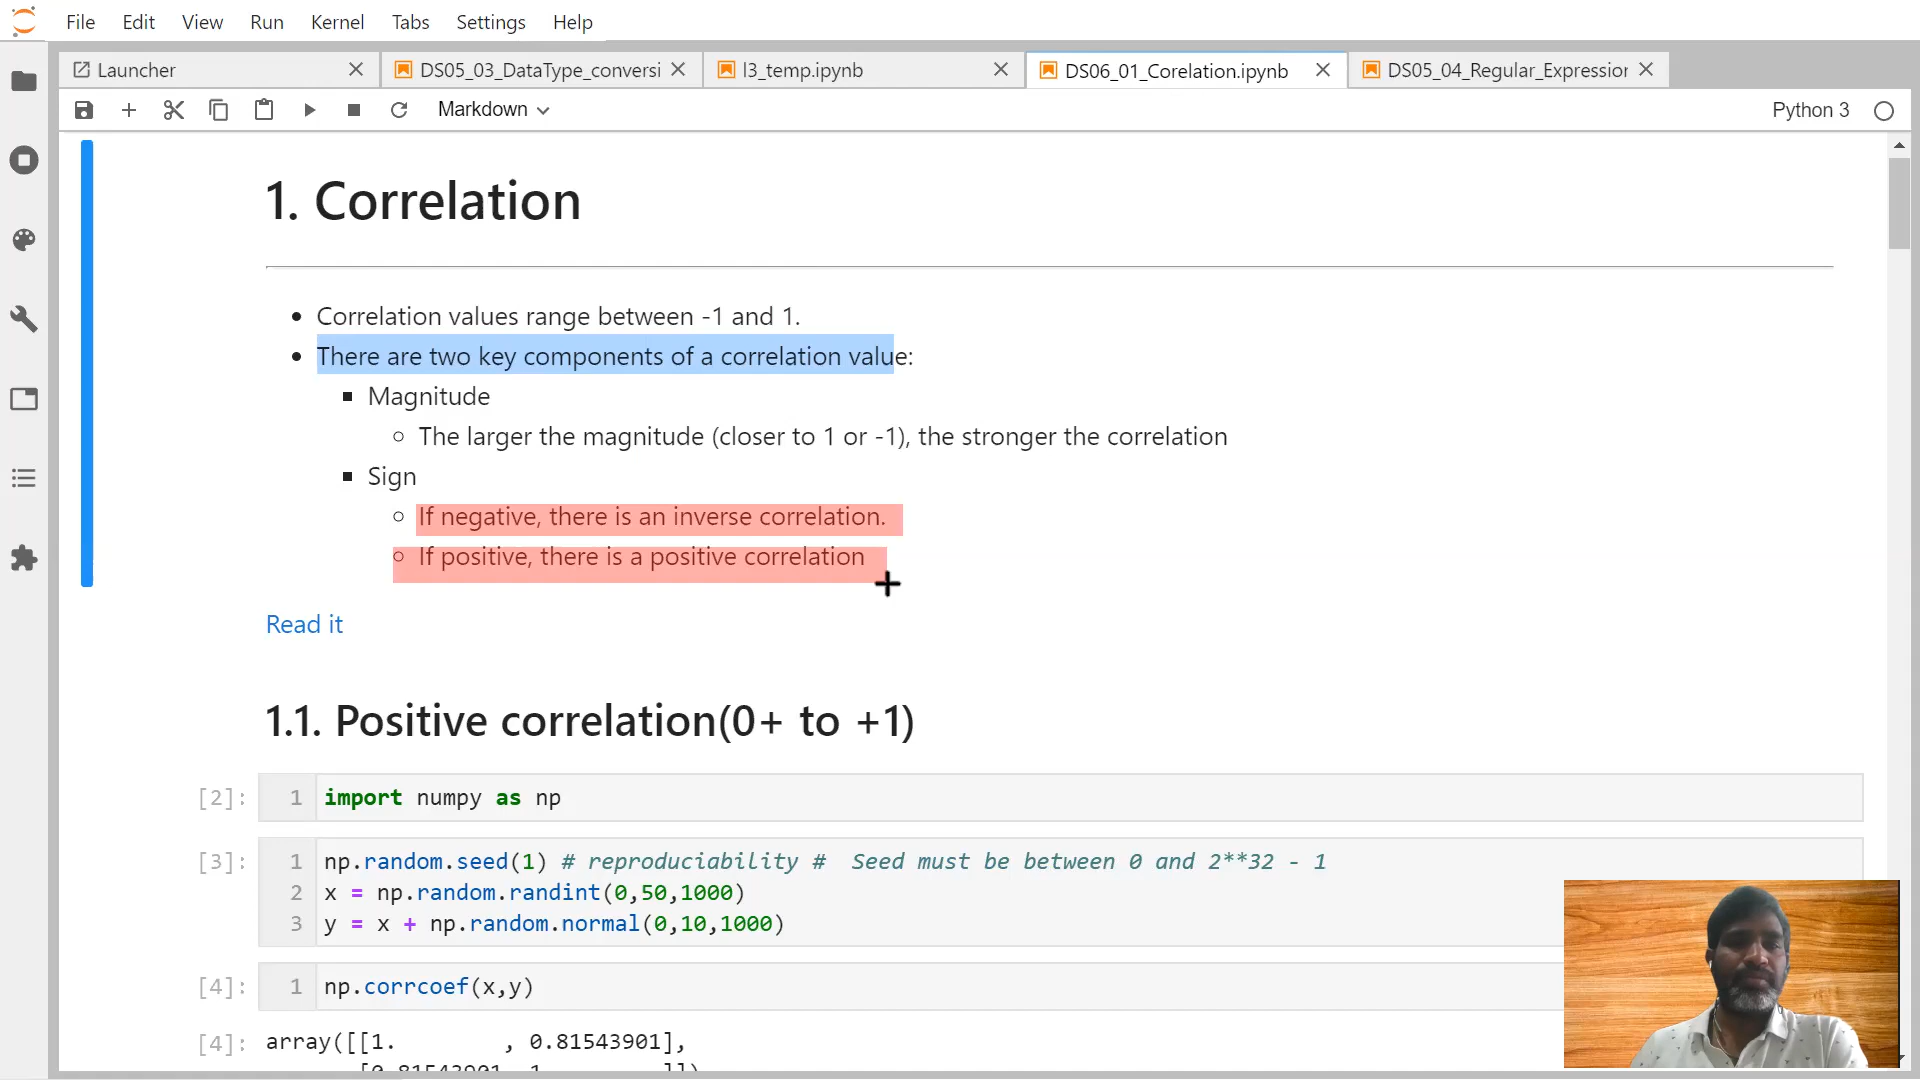 File Edit View Run Kernel Tabs Settings Help
Launcher DS05_03_DataType_conversi l3_temp.ipynb DS06_01_Corelation.ipynb DS05_04_Regular_Expression
Markdown Python 3
1. Correlation
Correlation values range between -1 and 1.
There are two key components of a correlation value:
Magnitude
The larger the magnitude (closer to 1 or -1), the stronger the correlation
Sign
If negative, there is an inverse correlation.
If positive, there is a positive correlation
Read it
1.1. Positive correlation(0+ to +1)
[2]: 1 import numpy as np
[3]: 1 np.random.seed(1) # reproduciability #  Seed must be between 0 and 2**32 - 1
2 x = np.random.randint(0,50,1000)
3 y = x + np.random.normal(0,10,1000)
[4]: 1 np.corrcoef(x,y)
[4]: array([[1.        , 0.81543901],
[0.81543901, 1.        ]])